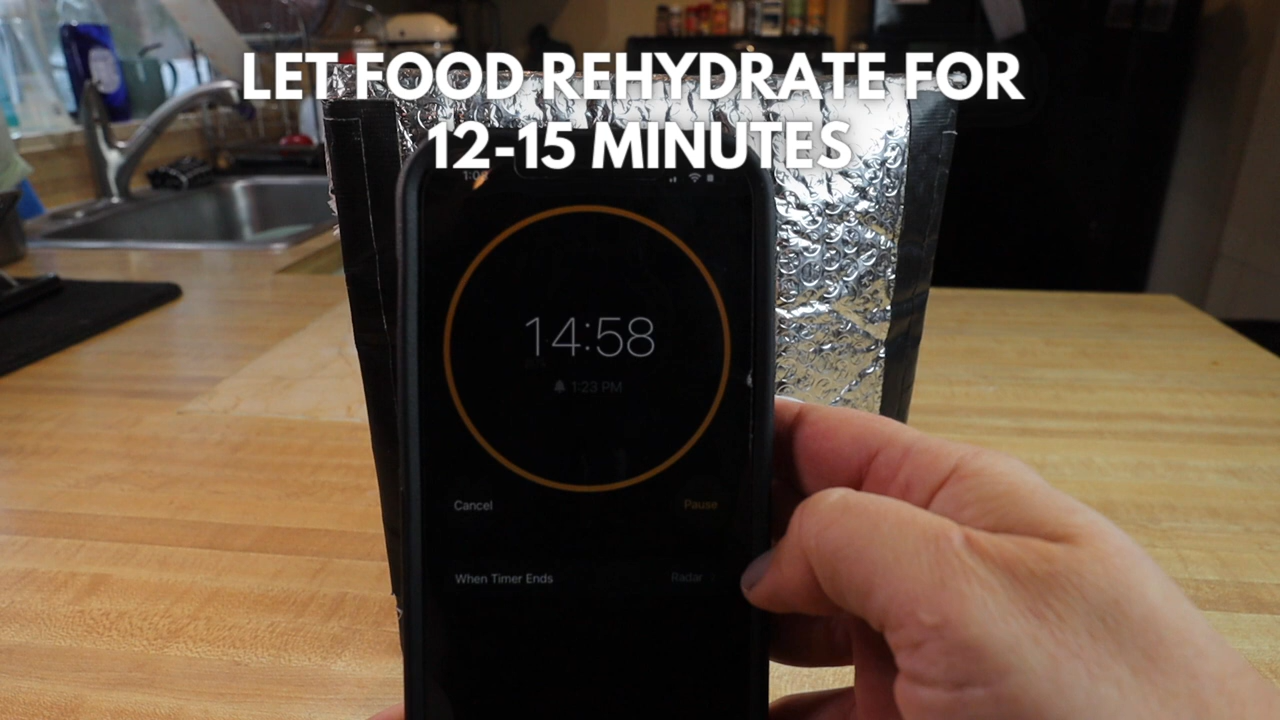 LET FOOD REHYDRATE FOR
12-15 MINUTES
14:58
1:23 PM
Cancel
Pause
When Timer Ends
Radar